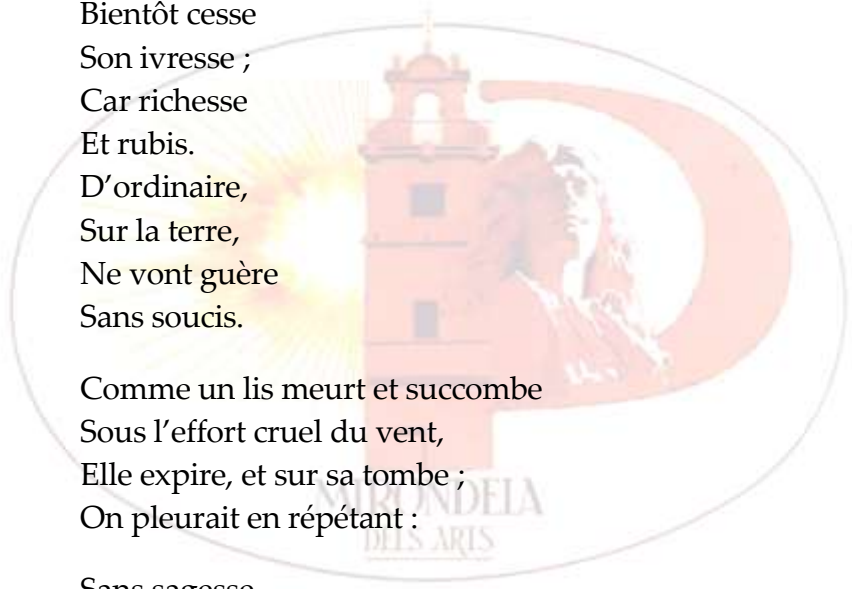 Bientôt cesse
Son ivresse ;
Car richesse
Et rubis.
D’ordinaire,
Sur la terre,
Ne vont guère
Sans soucis.
Comme un lis meurt et succombe
Sous l’effort cruel du vent,
Elle expire, et sur sa tombe ;
On pleurait en répétant :
MIRONDELA
DELS ARTS
Sans sagesse